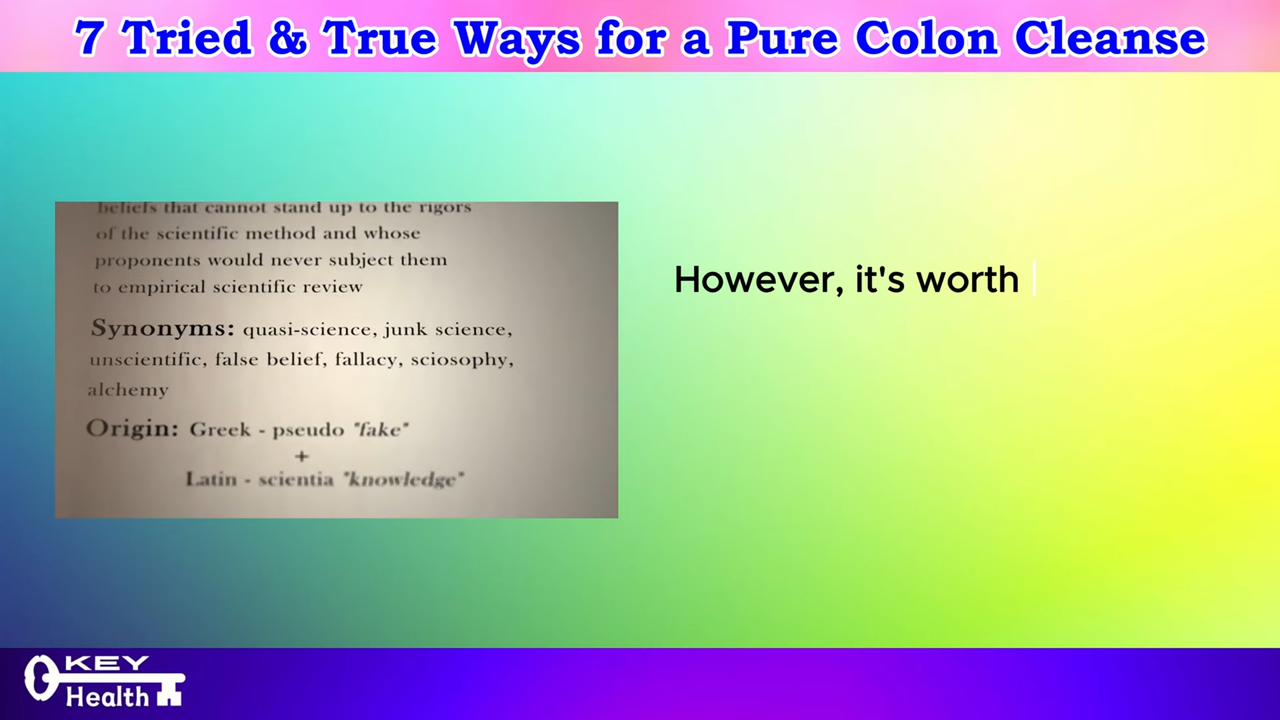 7 Tried & True Ways for a Pure Colon Cleanse
beliefs that cannot stand up to the rigors
of the scientific method and whose
proponents would never subject them
to empirical scientific review
Synonyms: quasi-science, junk science,
unscientific, false belief, fallacy, sciosophy,
alchemy
Origin: Greek - pseudo "fake"
+
Latin - scientia "knowledge"
However, it's worth
KEY
Health